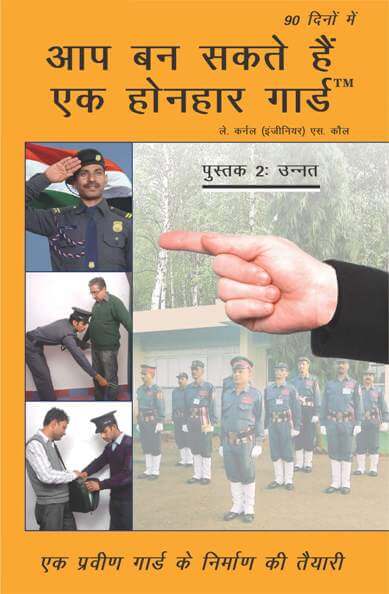 90 दिनों में
आप बन सकते हैं
एक होनहार गार्ड™
ले. कर्नल (इंजीनियर) एस. कौल
पुस्तक 2: उन्नत
एक प्रवीण गार्ड के निर्माण की तैयारी